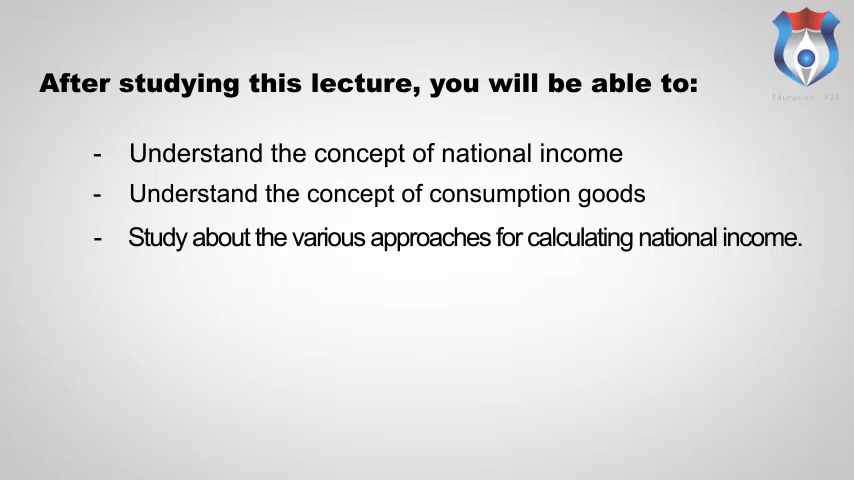 After studying this lecture, you will be able to:
- Understand the concept of national income
- Understand the concept of consumption goods
- Study about the various approaches for calculating national income.